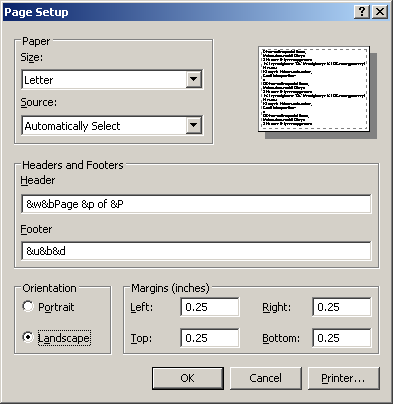 Page Setup
Paper
Size:
Letter
Source:
Automatically Select
Headers and Footers
Header
&w&bPage &p of &P
Footer
&u&b&d
Orientation
Portrait
Landscape
Margins (inches)
Left: 0.25 Right: 0.25
Top: 0.25 Bottom: 0.25
OK Cancel Printer...